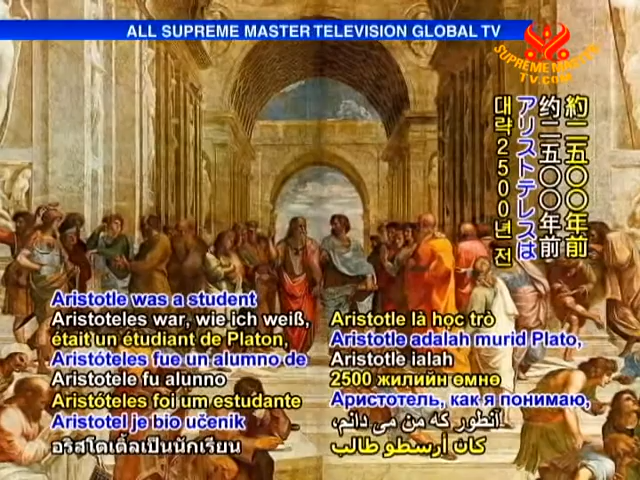 ALL SUPREME MASTER TELEVISION GLOBAL TV
SUPREME MASTER
TV.COM
約二五〇〇年前
约二五〇〇年前
アリストテレスは
대략2500년 전
Aristotle was a student
Aristoteles war, wie ich weiß,
était un étudiant de Platon,
Aristóteles fue un alumno de
Aristotele fu alunno
Aristóteles foi um estudante
Aristotel je bio učenik
อริสโตเติ้ลเป็นนักเรียน
Aristotle là học trò
Aristotle adalah murid Plato,
Aristotle ialah
2500 жилийн өмнө
Аристотель, как я понимаю,
آنطور که من می دانم،
كان أرسطو طالب